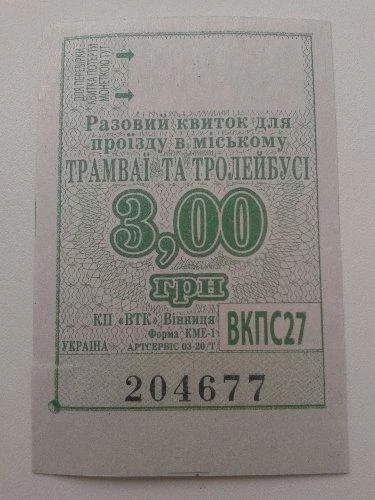 ДЛЯ ПЕРЕВІРКИ
КВИТКА ПОТЕРТИ
МОНЕТКОЮ ТУТ
Разовий квиток для
проїзду в міському
ТРАМВАЇ ТА ТРОЛЕЙБУСІ
3,00
грн
КП «ВТК» Вінниця
Форма КМЕ-1
УКРАЇНА АРТСЕРВІС 03-20/Т
ВКПС27
204677